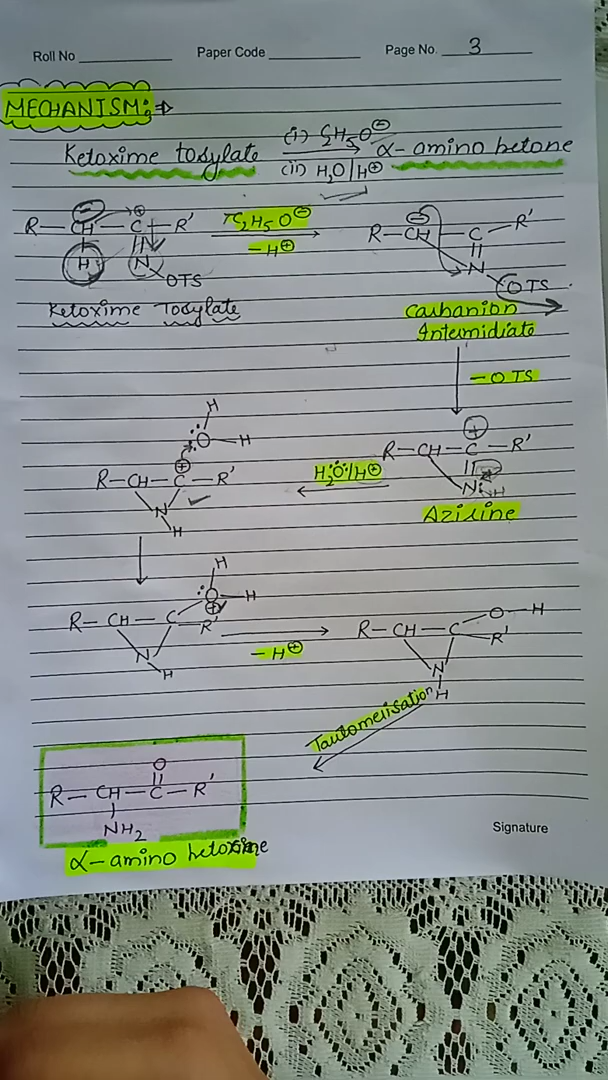 Roll No Paper Code Page No. 3
MECHANISM:⇒
(i) C₂H₅O⊖
Ketoxime tosylate → α-amino ketone
(ii) H₂O/H⊕
R–CH–C–R' C₂H₅O⊖ R–CH–C–R'
–H⊕
H N N
OTS OTS
Ketoxime Tosylate Carbanion
Intermidiate
–OTS
H
O–H ⊕
R–CH–C–R'
R–CH–C–R' H₂O/H⊕
N N H
H Azirine
H
O–H O–H
R–CH–C R' R–CH–C R'
–H⊕
N N
H H
Tautomerisation
O
R–CH–C–R'
NH₂ Signature
α-amino ketoxime